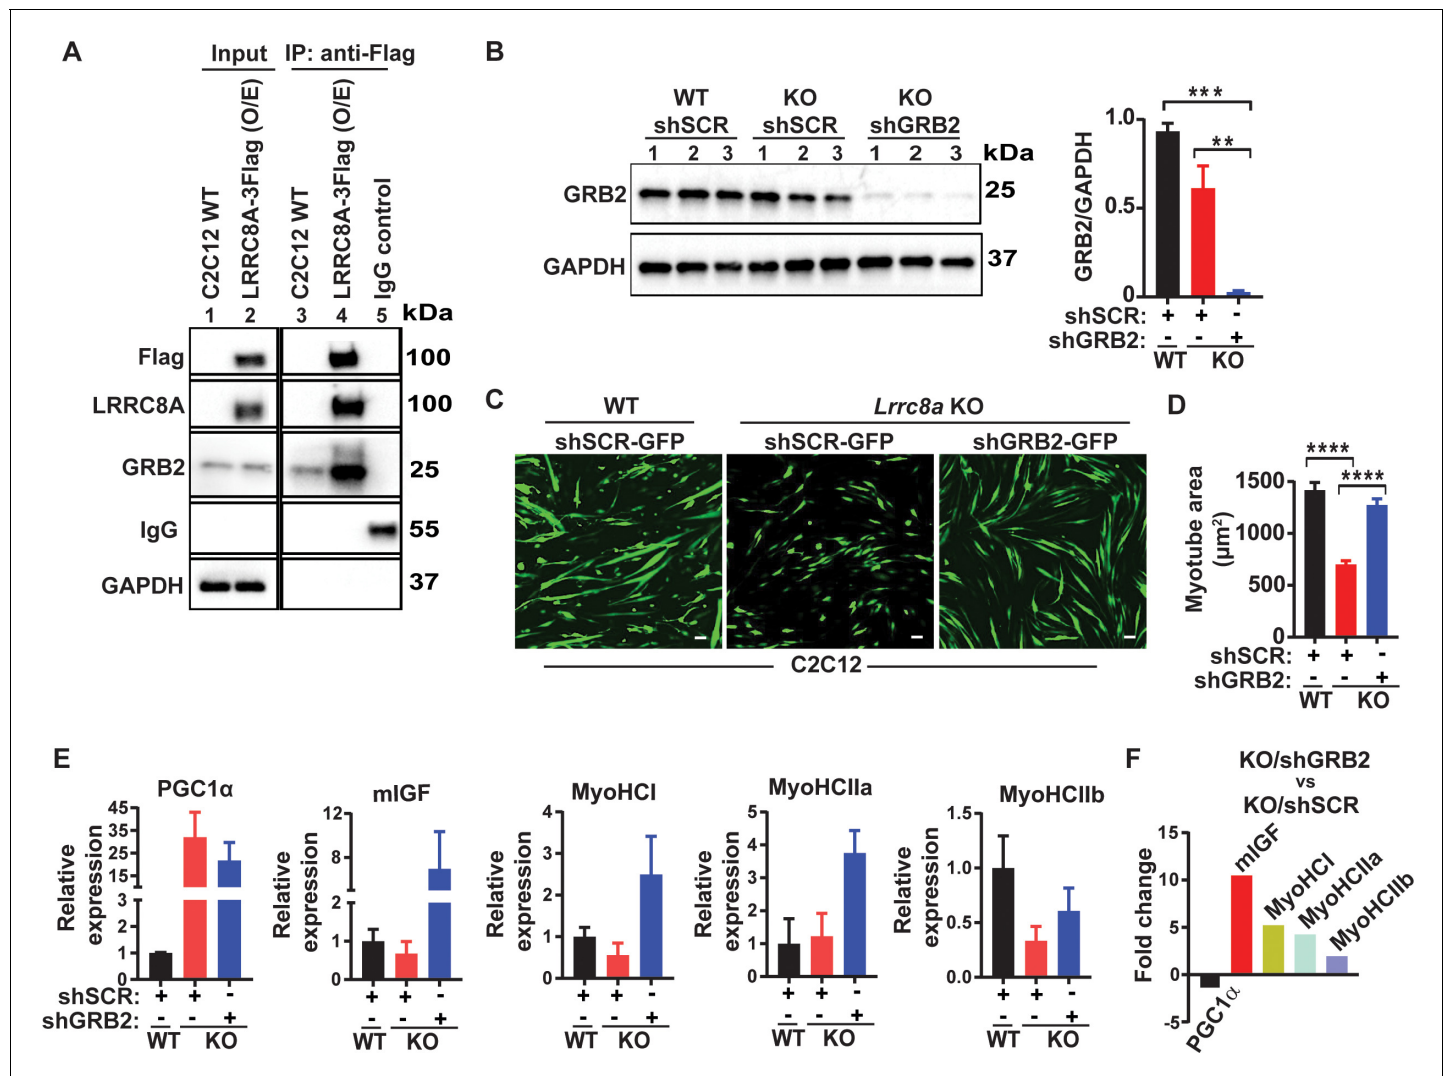 A
Input
IP: anti-Flag
C2C12 WT
LRRC8A-3Flag (O/E)
C2C12 WT
LRRC8A-3Flag (O/E)
IgG control
1 2 3 4 5 kDa
Flag 100
LRRC8A 100
GRB2 25
IgG 55
GAPDH 37
B
WT KO KO
shSCR shSCR shGRB2
1 2 3 1 2 3 1 2 3 kDa
GRB2 25
GAPDH 37
GRB2/GAPDH
1.0
0.5
0
***
**
shSCR: + + -
shGRB2: - - +
WT KO
C
WT Lrrc8a KO
shSCR-GFP shSCR-GFP shGRB2-GFP
C2C12
D
Myotube area
(µm2)
1500
1000
500
0
****
****
shSCR: + + -
shGRB2: - - +
WT KO
E
PGC1α
Relative
expression
45
35
25
15
3
2
1
0
shSCR: + + -
shGRB2: - - +
WT KO
mIGF
Relative
expression
12
8
4
2
1
0
+ + -
- - +
WT KO
MyoHCI
Relative
expression
4
3
2
1
0
+ + -
- - +
WT KO
MyoHCIIa
Relative
expression
5
4
3
2
1
0
+ + -
- - +
WT KO
MyoHCIIb
Relative
expression
1.5
1.0
0.5
0.0
+ + -
- - +
WT KO
F
KO/shGRB2
vs
KO/shSCR
Fold change
15
10
5
0
-5
PGC1α
mIGF
MyoHCI
MyoHCIIa
MyoHCIIb